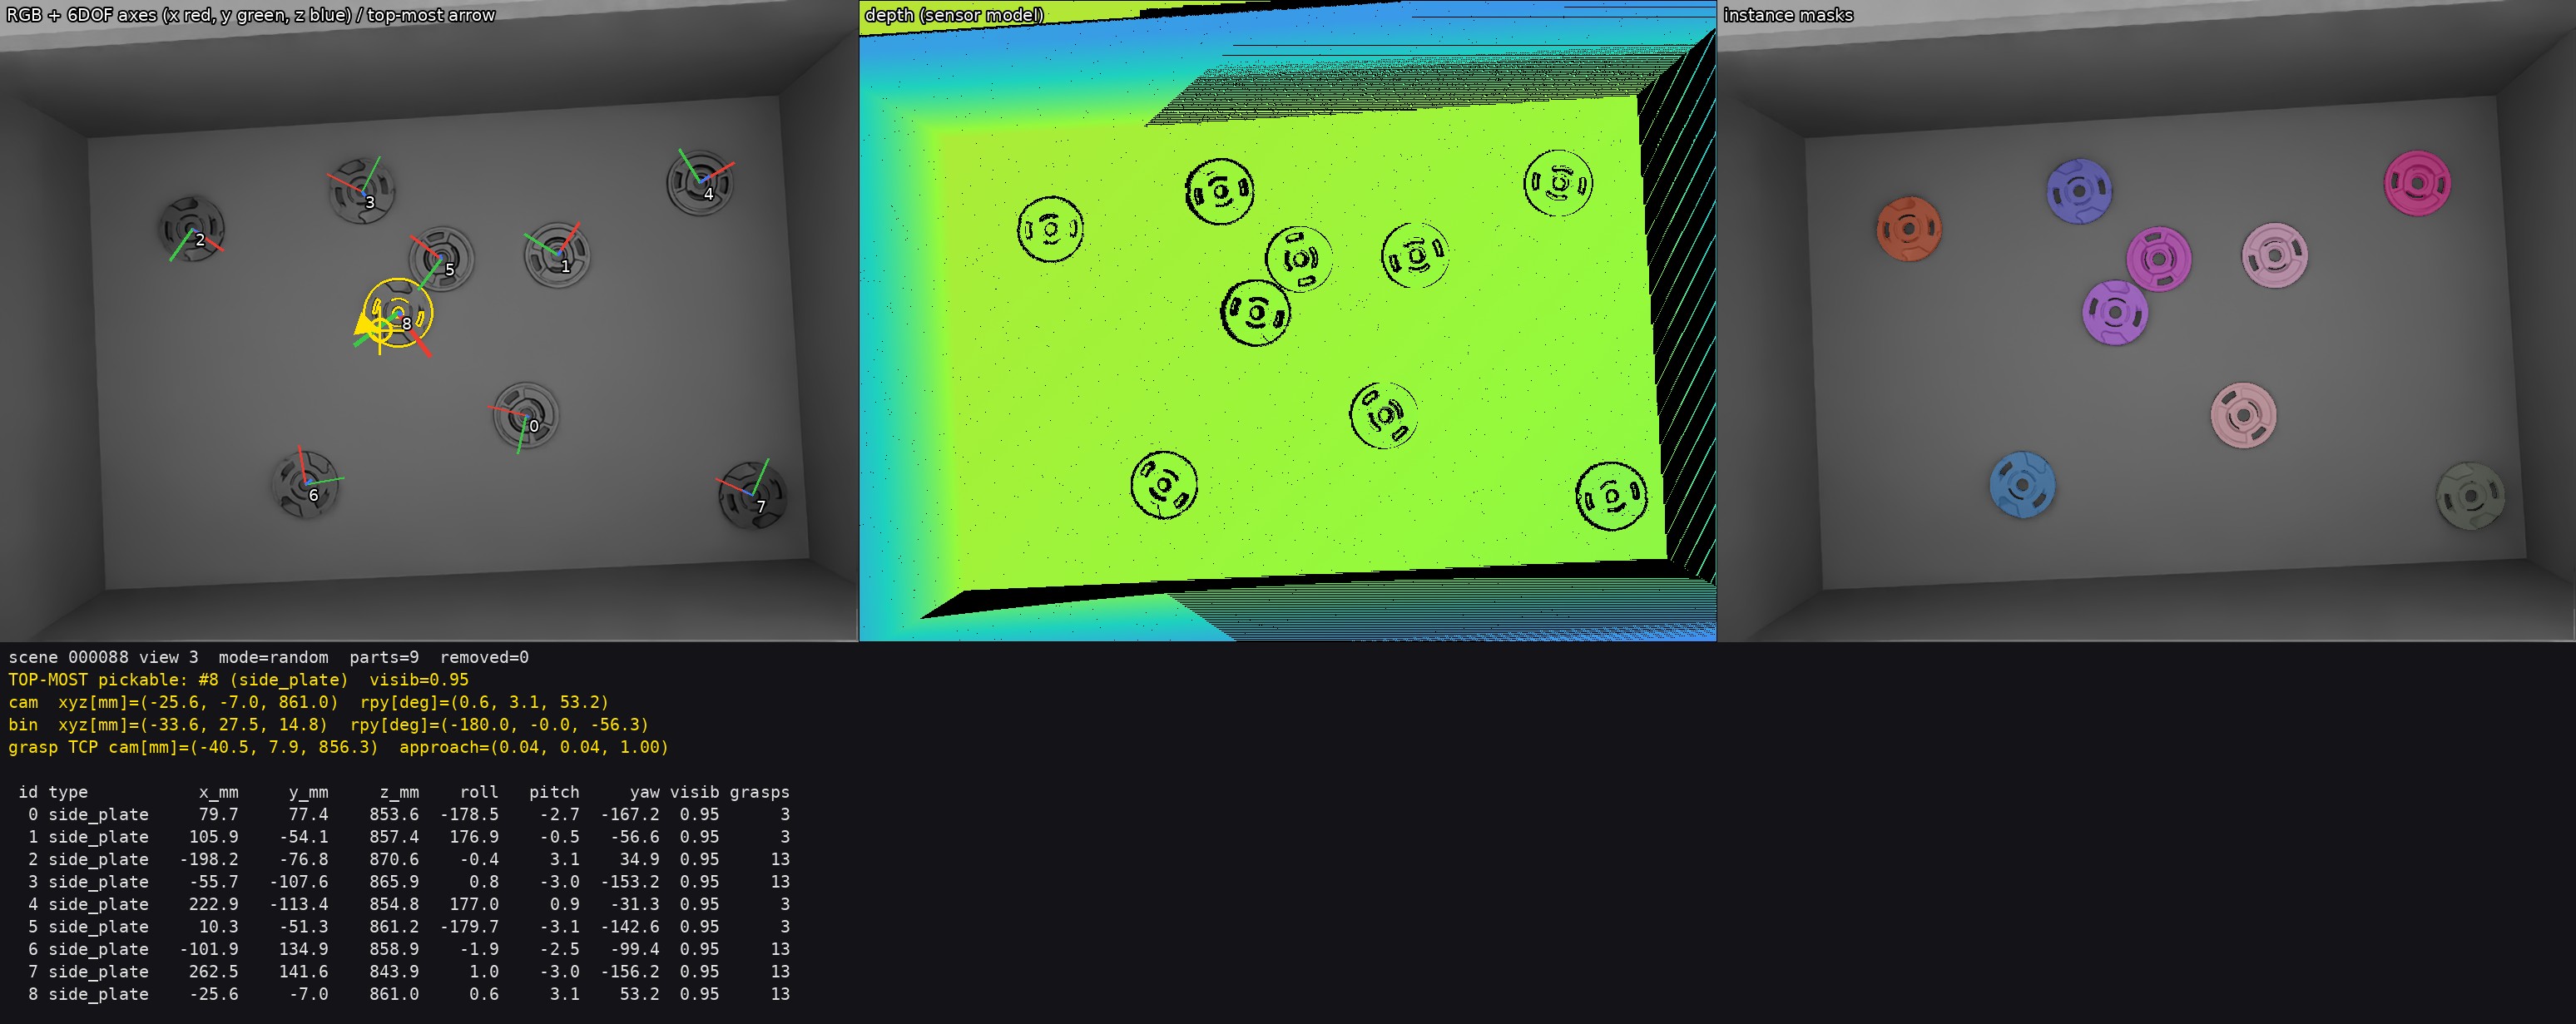 RGB + 6DOF axes (x red, y green, z blue) / top-most arrow
depth (sensor model)
instance masks
3
4
2
5
1
8
0
6
7
scene 000088 view 3 mode=random parts=9 removed=0
TOP-MOST pickable: #8 (side_plate) visib=0.95
cam xyz[mm]=(-25.6, -7.0, 861.0) rpy[deg]=(0.6, 3.1, 53.2)
bin xyz[mm]=(-33.6, 27.5, 14.8) rpy[deg]=(-180.0, -0.0, -56.3)
grasp TCP cam[mm]=(-40.5, 7.9, 856.3) approach=(0.04, 0.04, 1.00)
id type x_mm y_mm z_mm roll pitch yaw visib grasps
0 side_plate 79.7 77.4 853.6 -178.5 -2.7 -167.2 0.95 3
1 side_plate 105.9 -54.1 857.4 176.9 -0.5 -56.6 0.95 3
2 side_plate -198.2 -76.8 870.6 -0.4 3.1 34.9 0.95 13
3 side_plate -55.7 -107.6 865.9 0.8 -3.0 -153.2 0.95 13
4 side_plate 222.9 -113.4 854.8 177.0 0.9 -31.3 0.95 3
5 side_plate 10.3 -51.3 861.2 -179.7 -3.1 -142.6 0.95 3
6 side_plate -101.9 134.9 858.9 -1.9 -2.5 -99.4 0.95 13
7 side_plate 262.5 141.6 843.9 1.0 -3.0 -156.2 0.95 13
8 side_plate -25.6 -7.0 861.0 0.6 3.1 53.2 0.95 13